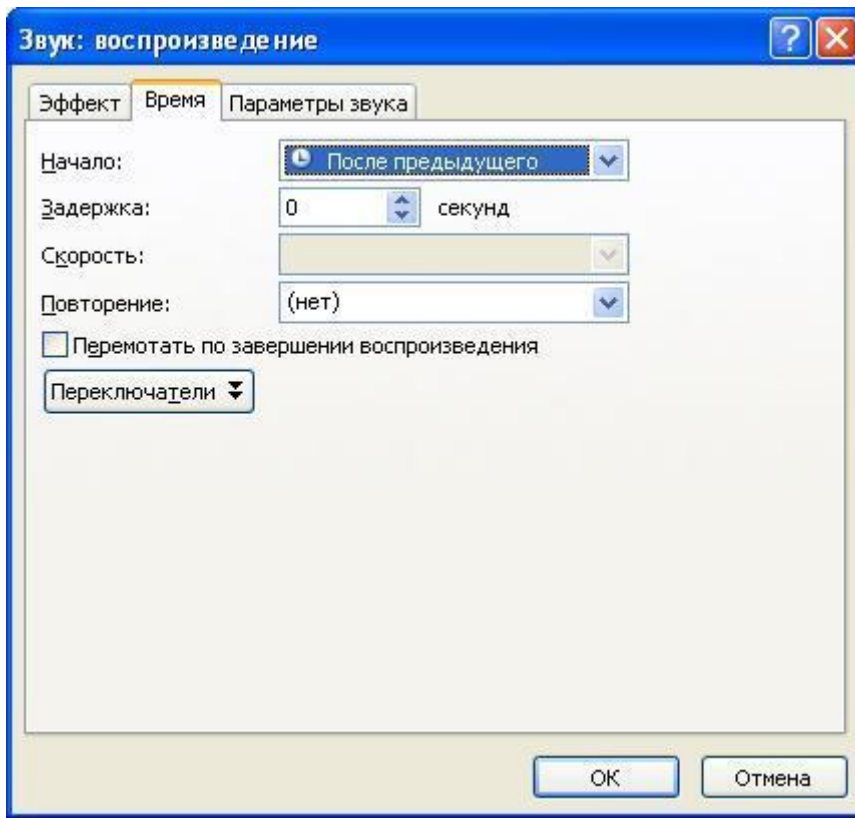 Звук: воспроизведение
Эффект Время Параметры звука
Начало: После предыдущего
Задержка: 0 секунд
Скорость:
Повторение: (нет)
Перемотать по завершении воспроизведения
Переключатели
ОК Отмена